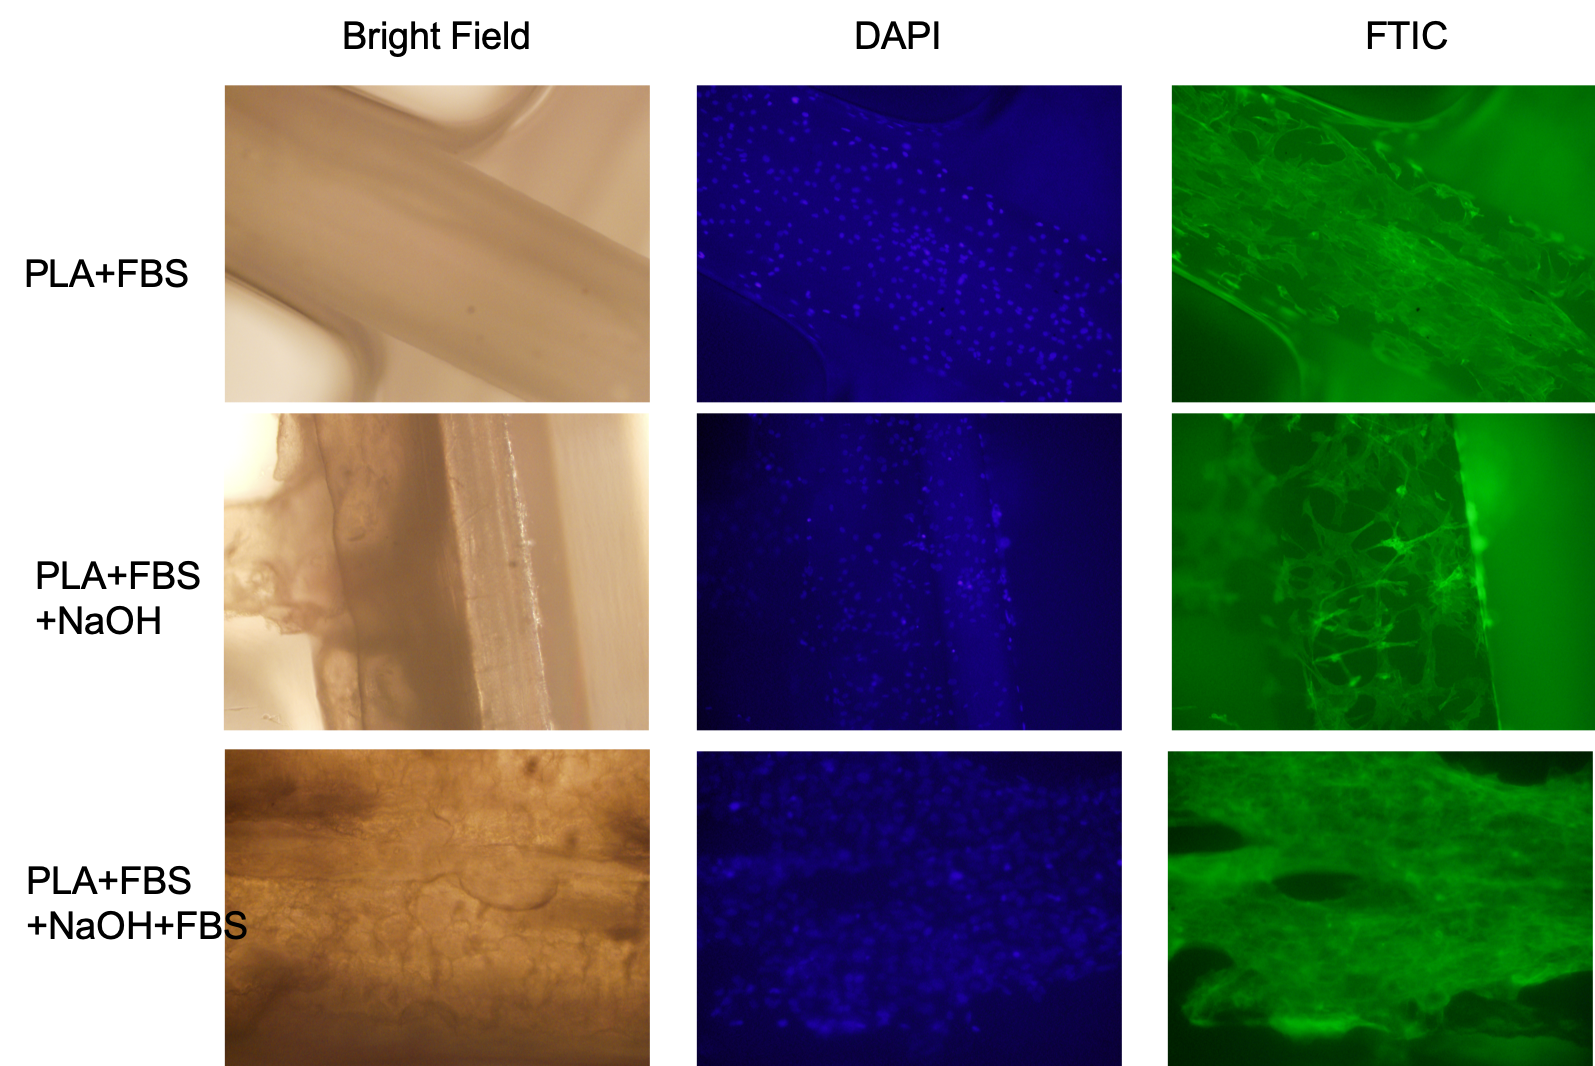 Bright Field
DAPI
FTIC
PLA+FBS
PLA+FBS
+NaOH
PLA+FBS
+NaOH+FBS